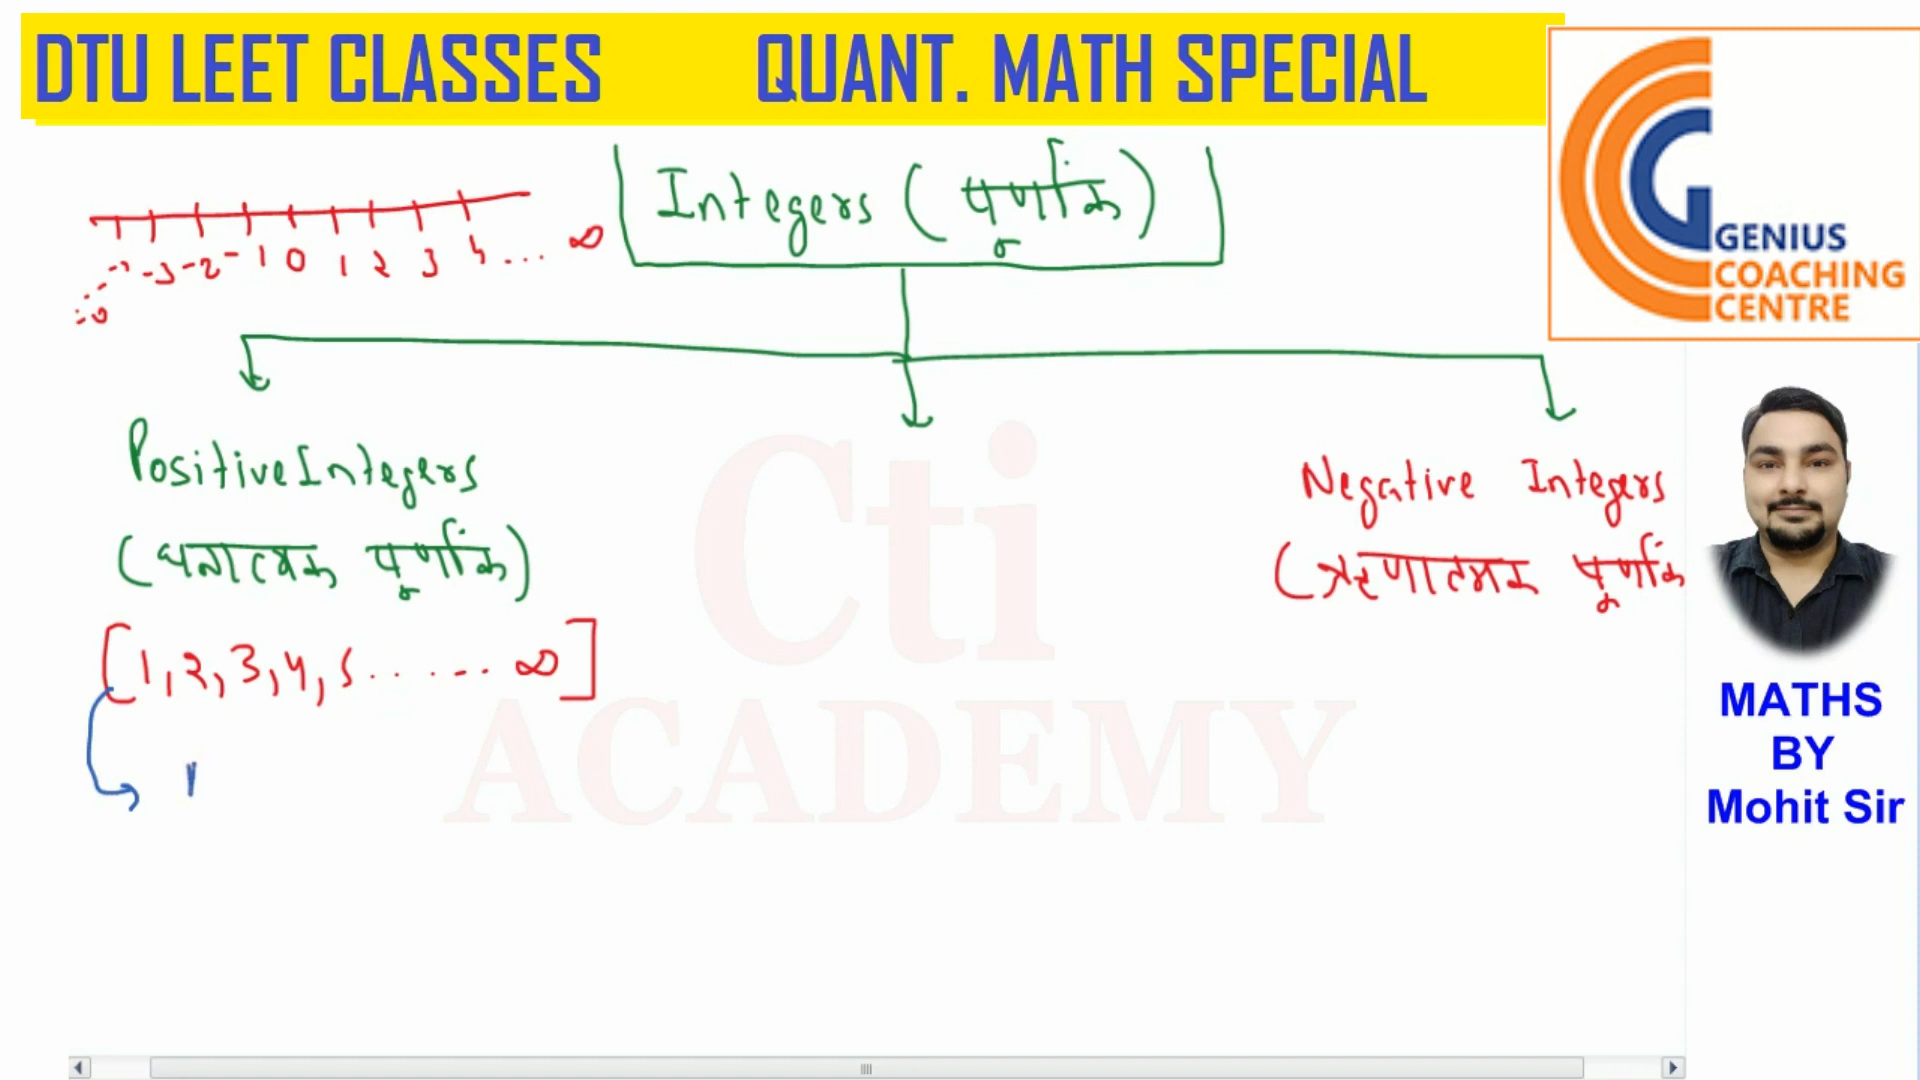 DTU LEET CLASSES QUANT. MATH SPECIAL
GENIUS
COACHING
CENTRE
Integers (पूर्णांक)
-3 -2 -1 0 1 2 3 4 ... ∞
Positive Integers
(धनात्मक पूर्णांक)
[1, 2, 3, 4, 5 ...... ∞]
Negative Integers
(ऋणात्मक पूर्णांक
Cti
ACADEMY
MATHS
BY
Mohit Sir